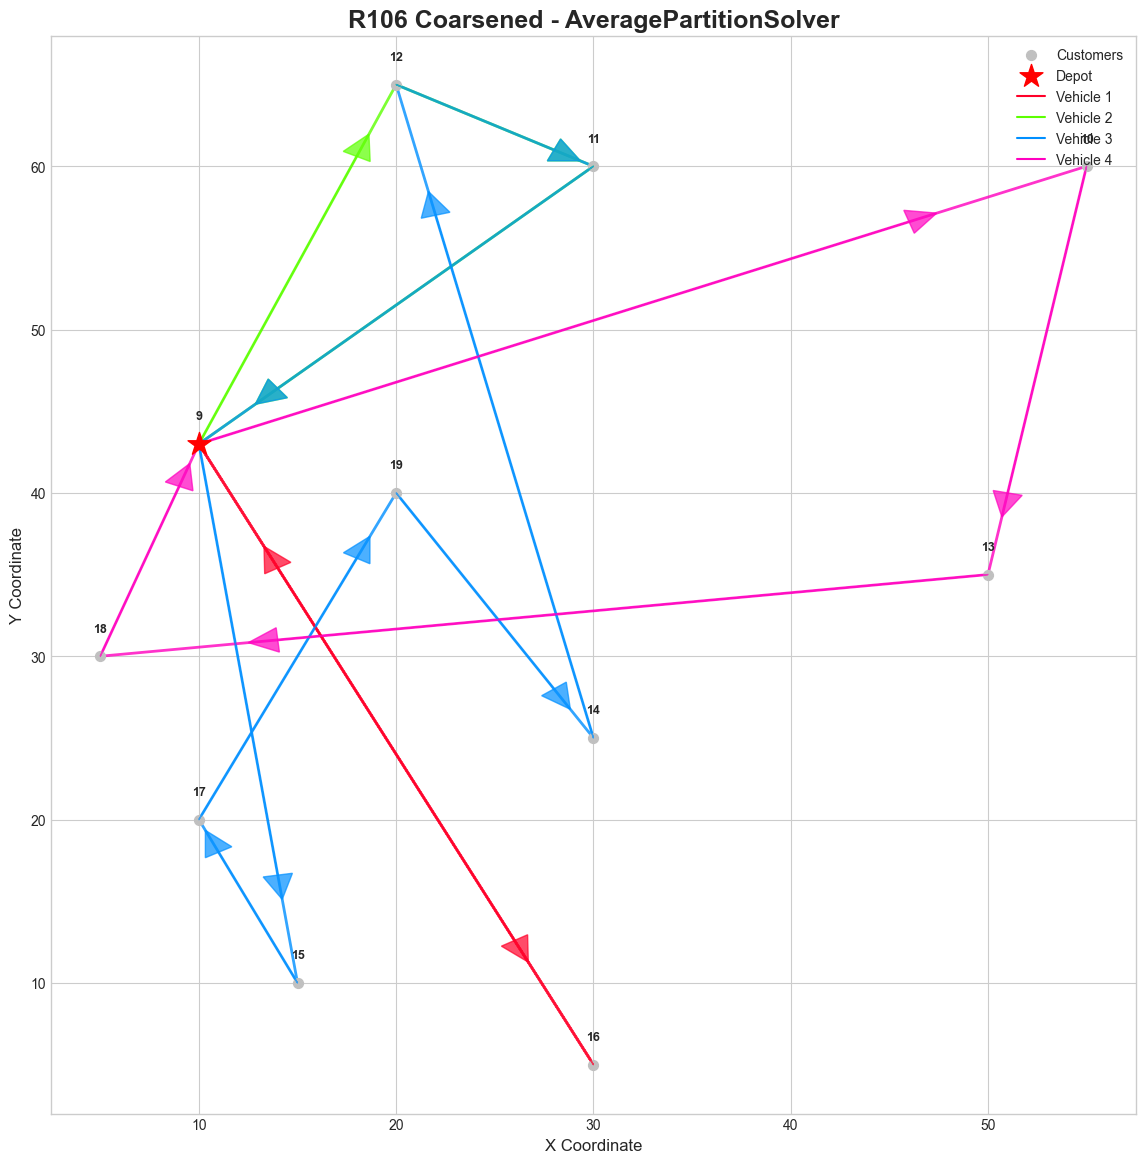 R106 Coarsened - AveragePartitionSolver
Customers
Depot
Vehicle 1
Vehicle 2
Vehicle 3
Vehicle 4
12
11
10
9
19
13
18
14
17
15
16
60
50
40
30
20
10
Y Coordinate
10
20
30
40
50
X Coordinate